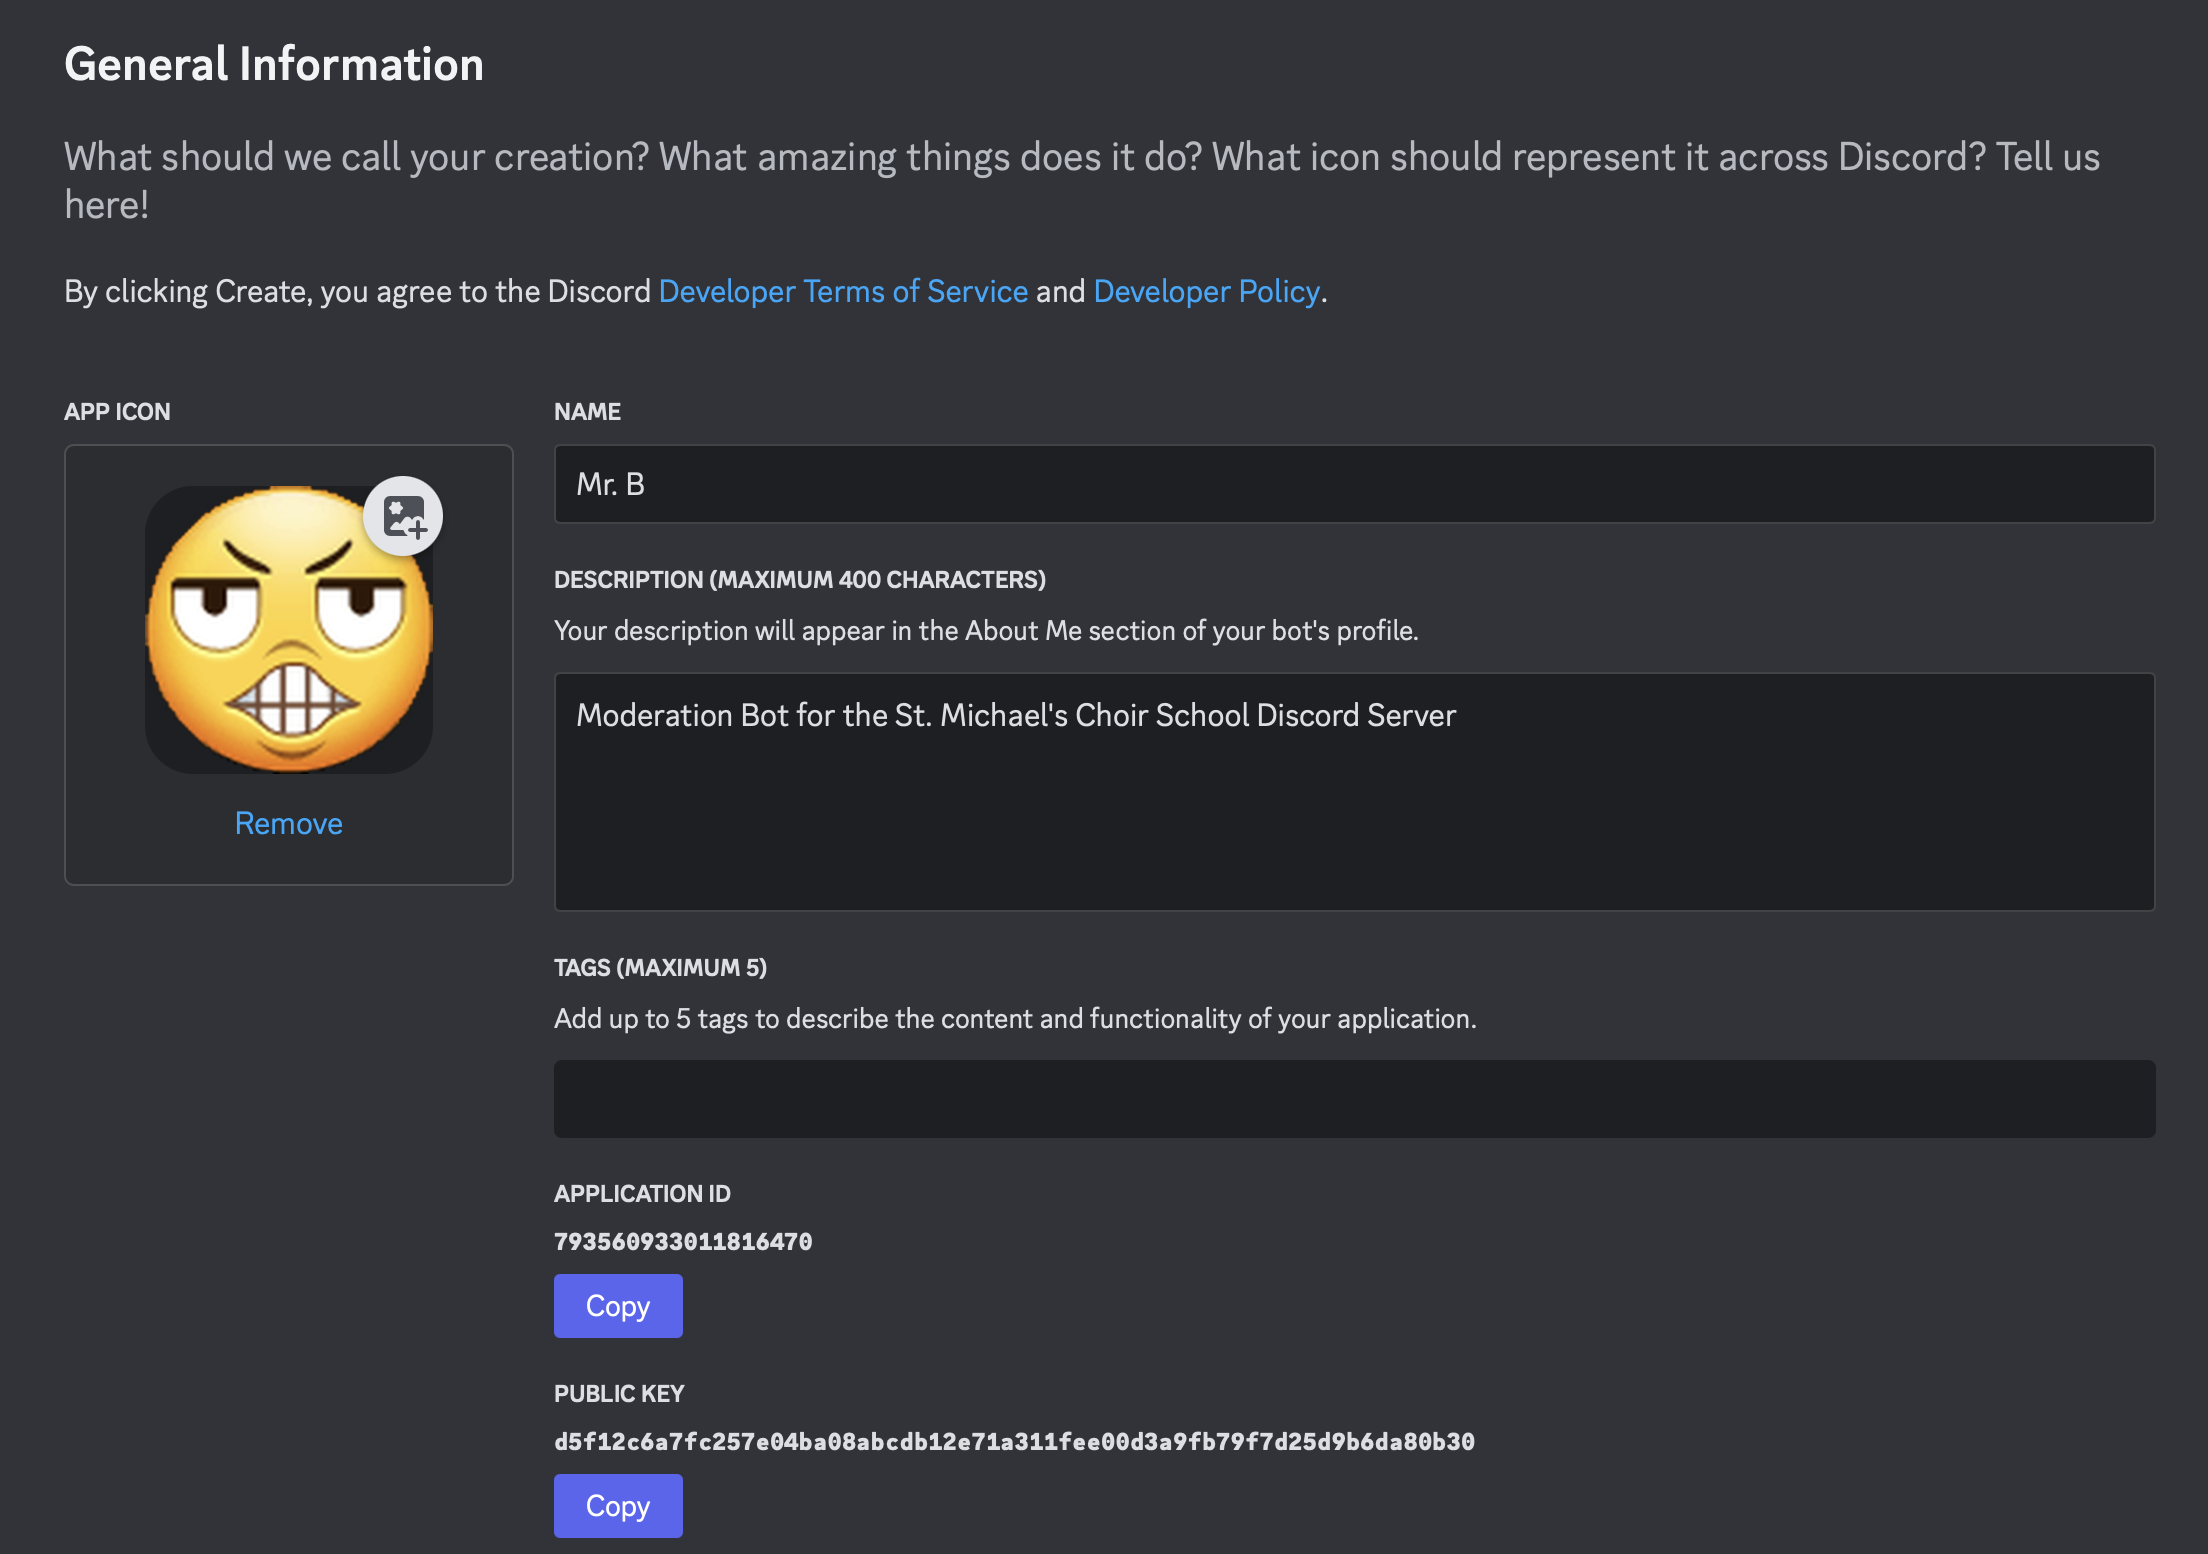 General Information
What should we call your creation? What amazing things does it do? What icon should represent it across Discord? Tell us
here!
By clicking Create, you agree to the Discord Developer Terms of Service and Developer Policy.
APP ICON
Remove
NAME
Mr. B
DESCRIPTION (MAXIMUM 400 CHARACTERS)
Your description will appear in the About Me section of your bot's profile.
Moderation Bot for the St. Michael's Choir School Discord Server
TAGS (MAXIMUM 5)
Add up to 5 tags to describe the content and functionality of your application.
APPLICATION ID
793560933011816470
Copy
PUBLIC KEY
d5f12c6a7fc257e04ba08abcdb12e71a311fee00d3a9fb79f7d25d9b6da80b30
Copy